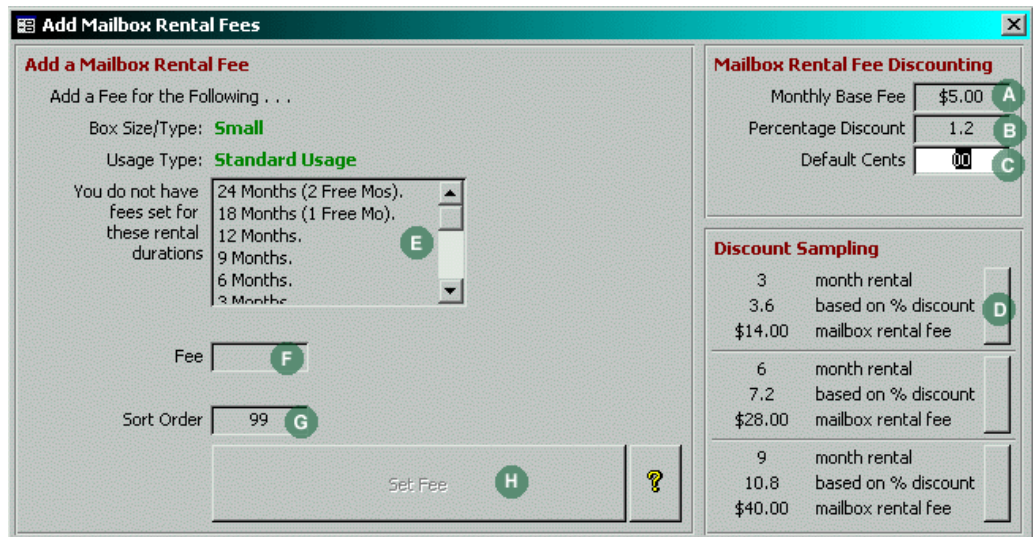 Add Mailbox Rental Fees
Add a Mailbox Rental Fee
Add a Fee for the Following . . .
Box Size/Type: Small
Usage Type: Standard Usage
You do not have
fees set for
these rental
durations
24 Months (2 Free Mos).
18 Months (1 Free Mo).
12 Months.
9 Months.
6 Months.
3 Months
E
Fee
F
Sort Order 99 G
Set Fee H
?
Mailbox Rental Fee Discounting
Monthly Base Fee $5.00 A
Percentage Discount 1.2 B
Default Cents 00 C
Discount Sampling
3 month rental
3.6 based on % discount D
$14.00 mailbox rental fee
6 month rental
7.2 based on % discount
$28.00 mailbox rental fee
9 month rental
10.8 based on % discount
$40.00 mailbox rental fee